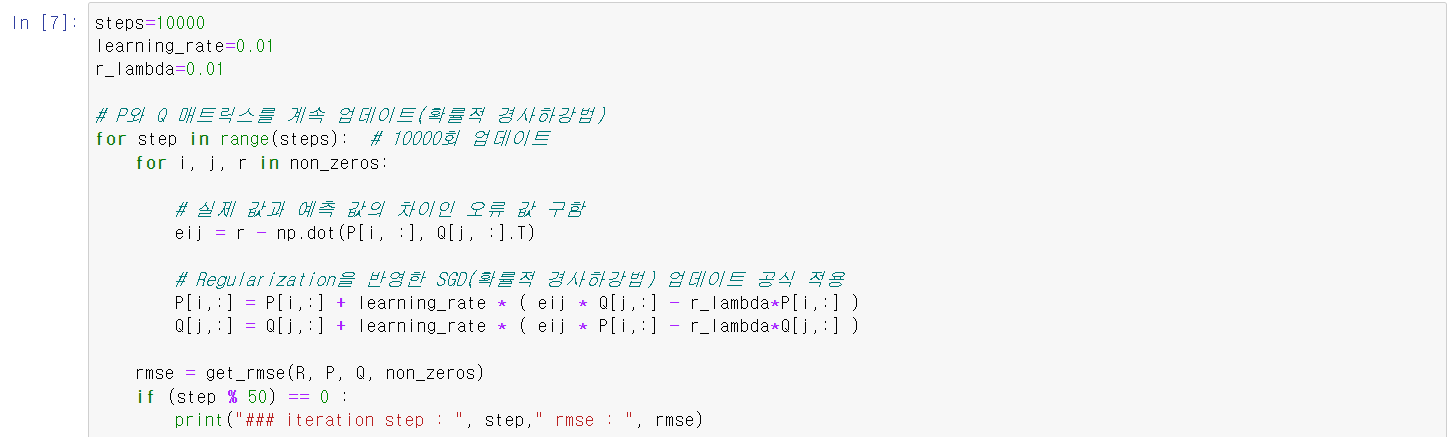 In [7]:
steps=10000
learning_rate=0.01
r_lambda=0.01
# P와 Q 매트릭스를 계속 업데이트(확률적 경사하강법)
for step in range(steps):  # 10000회 업데이트
    for i, j, r in non_zeros:
        # 실제 값과 예측 값의 차이인 오류 값 구함
        eij = r - np.dot(P[i, :], Q[j, :].T)
        # Regularization을 반영한 SGD(확률적 경사하강법) 업데이트 공식 적용
        P[i,:] = P[i,:] + learning_rate * ( eij * Q[j,:] - r_lambda*P[i,:] )
        Q[j,:] = Q[j,:] + learning_rate * ( eij * P[i,:] - r_lambda*Q[j,:] )
    rmse = get_rmse(R, P, Q, non_zeros)
    if (step % 50) == 0 :
        print("### iteration step : ", step," rmse : ", rmse)